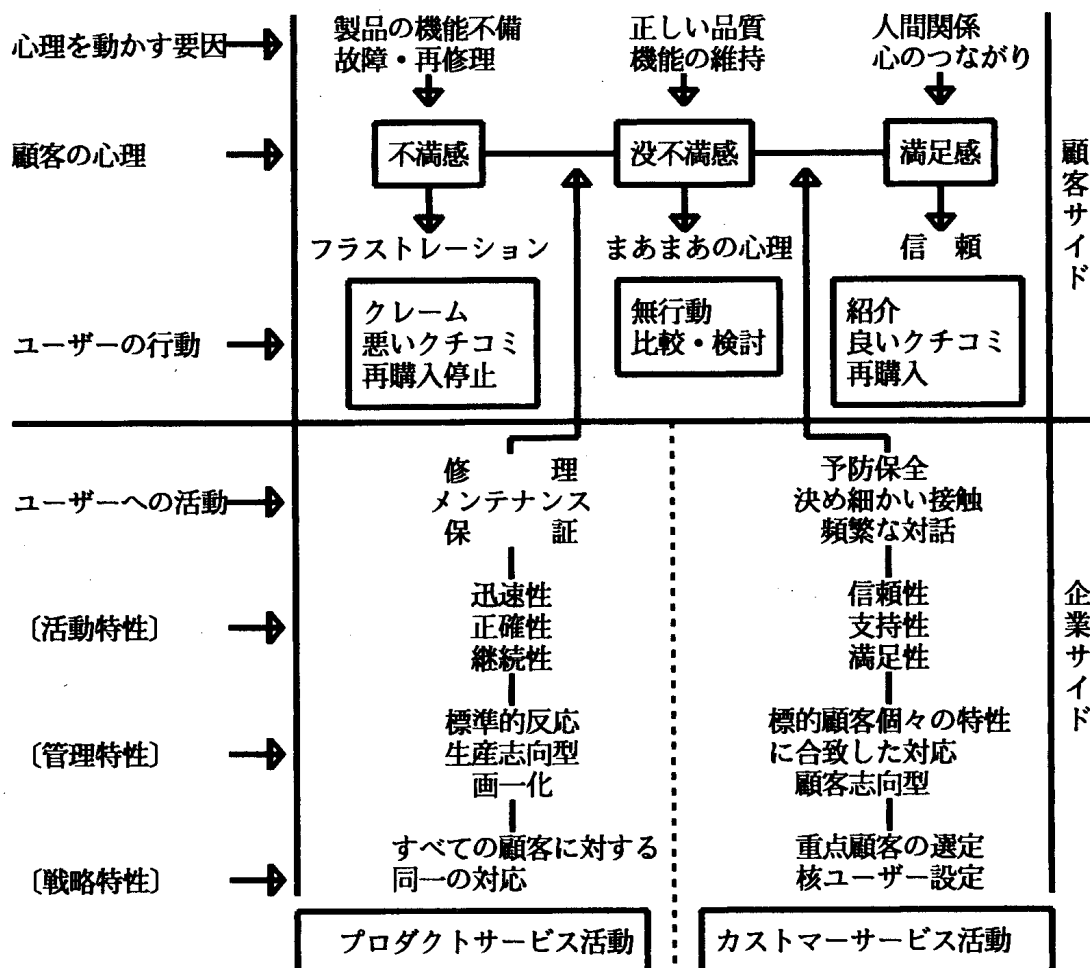 心理を動かす要因
製品の機能不備
故障・再修理
正しい品質
機能の維持
人間関係
心のつながり
顧客の心理
不満感
没不満感
満足感
フラストレーション
まあまあの心理
信 頼
ユーザーの行動
クレーム
悪いクチコミ
再購入停止
無行動
比較・検討
紹介
良いクチコミ
再購入
顧客サイド
ユーザーへの活動
修 理
メンテナンス
保 証
予防保全
決め細かい接触
頻繁な対話
〔活動特性〕
迅速性
正確性
継続性
信頼性
支持性
満足性
〔管理特性〕
標準的反応
生産志向型
画一化
標的顧客個々の特性
に合致した対応
顧客志向型
〔戦略特性〕
すべての顧客に対する
同一の対応
重点顧客の選定
核ユーザー設定
企業サイド
プロダクトサービス活動
カストマーサービス活動